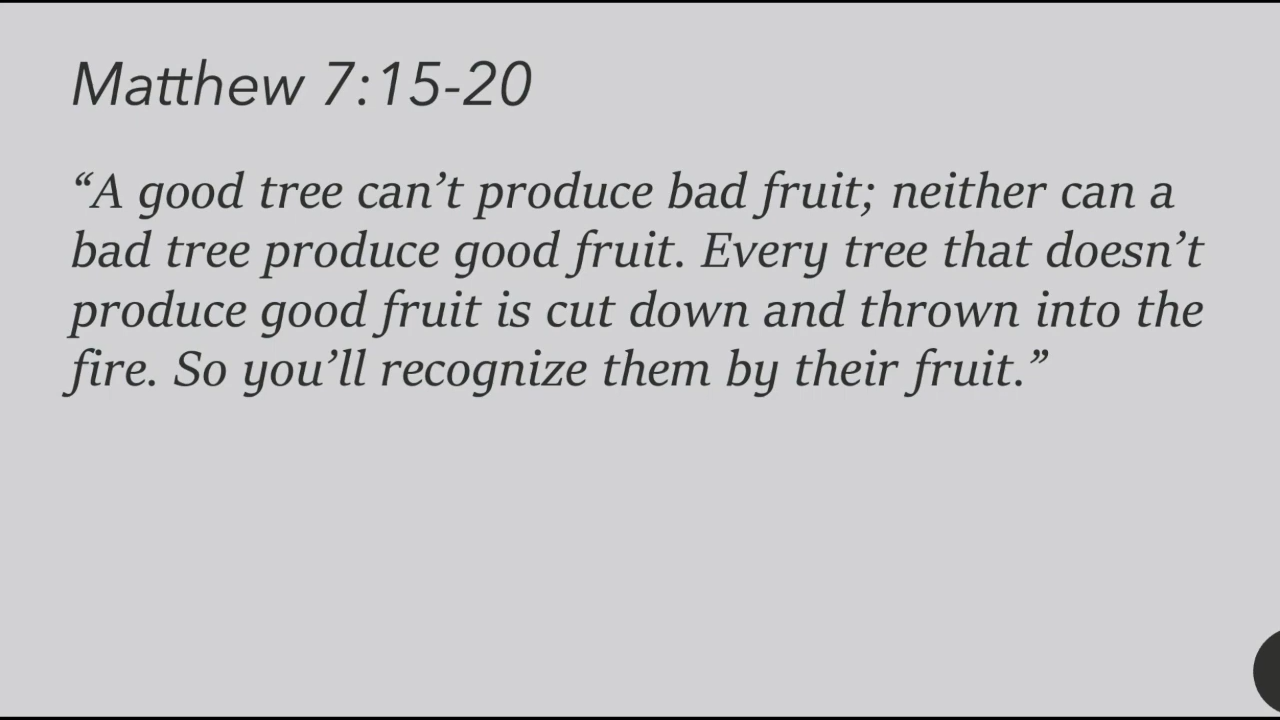 Matthew 7:15-20
“A good tree can’t produce bad fruit; neither can a
bad tree produce good fruit. Every tree that doesn’t
produce good fruit is cut down and thrown into the
fire. So you’ll recognize them by their fruit.”